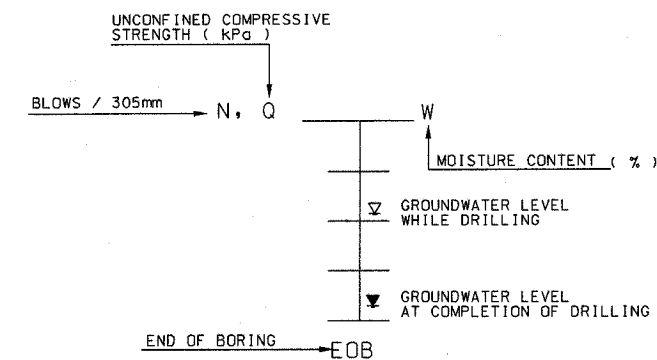 UNCONFINED COMPRESSIVE
STRENGTH ( kPa )
BLOWS / 305mm
N, Q
W
MOISTURE CONTENT ( % )
GROUNDWATER LEVEL
WHILE DRILLING
GROUNDWATER LEVEL
AT COMPLETION OF DRILLING
END OF BORING
EOB